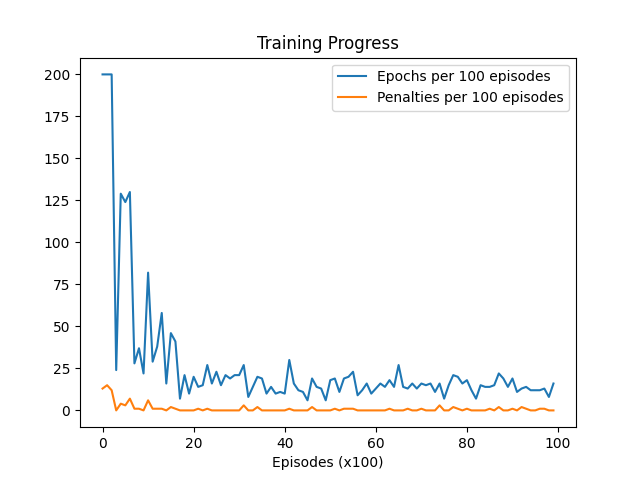 Training Progress
Epochs per 100 episodes
Penalties per 100 episodes
200
175
150
125
100
75
50
25
0
0 20 40 60 80 100
Episodes (x100)